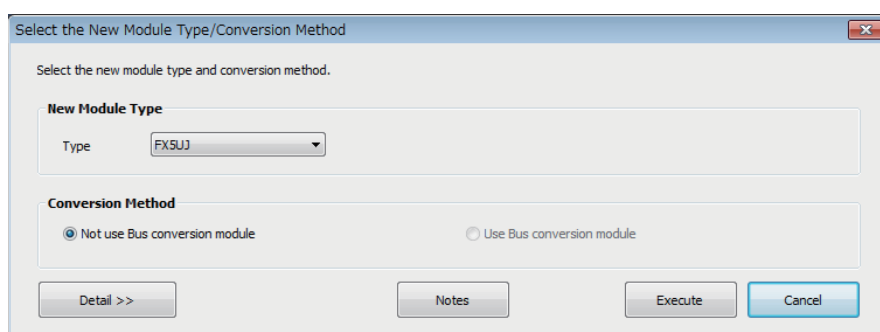 Select the New Module Type/Conversion Method
Select the new module type and conversion method.
New Module Type
Type FX5UJ
Conversion Method
Not use Bus conversion module Use Bus conversion module
Detail >> Notes Execute Cancel